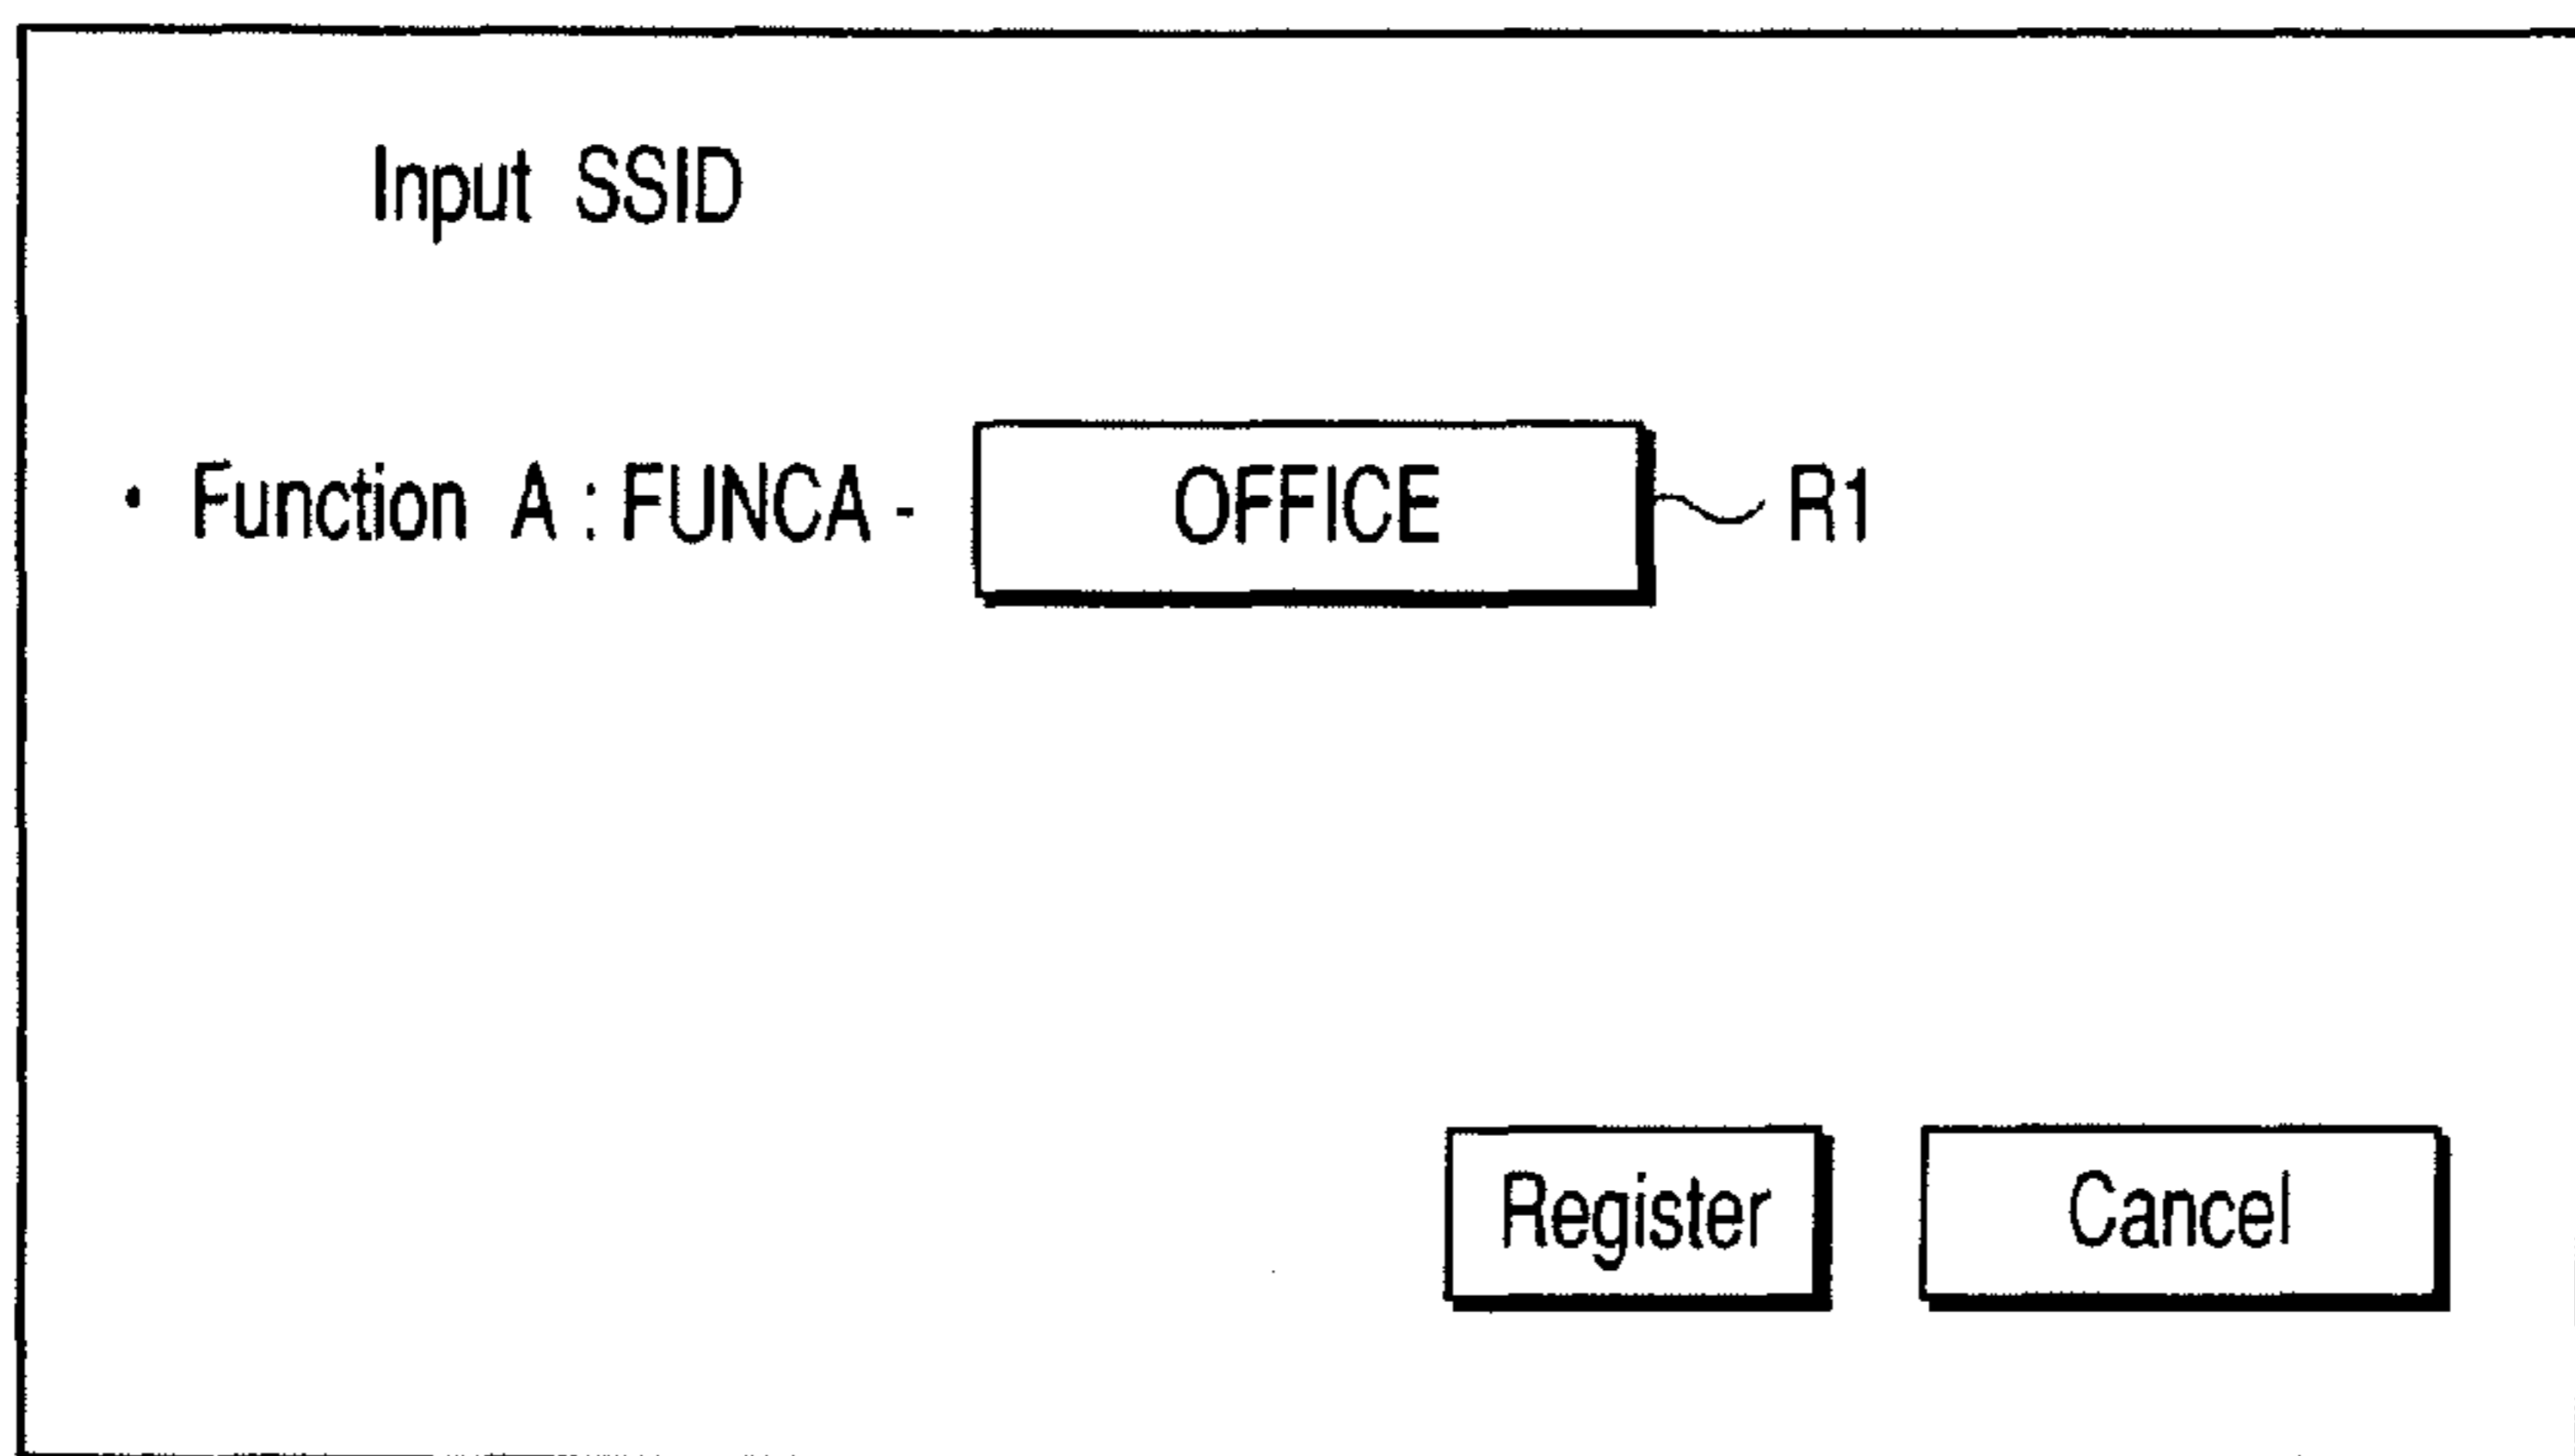 Input SSID
· Function A : FUNCA - OFFICE R1
Register Cancel